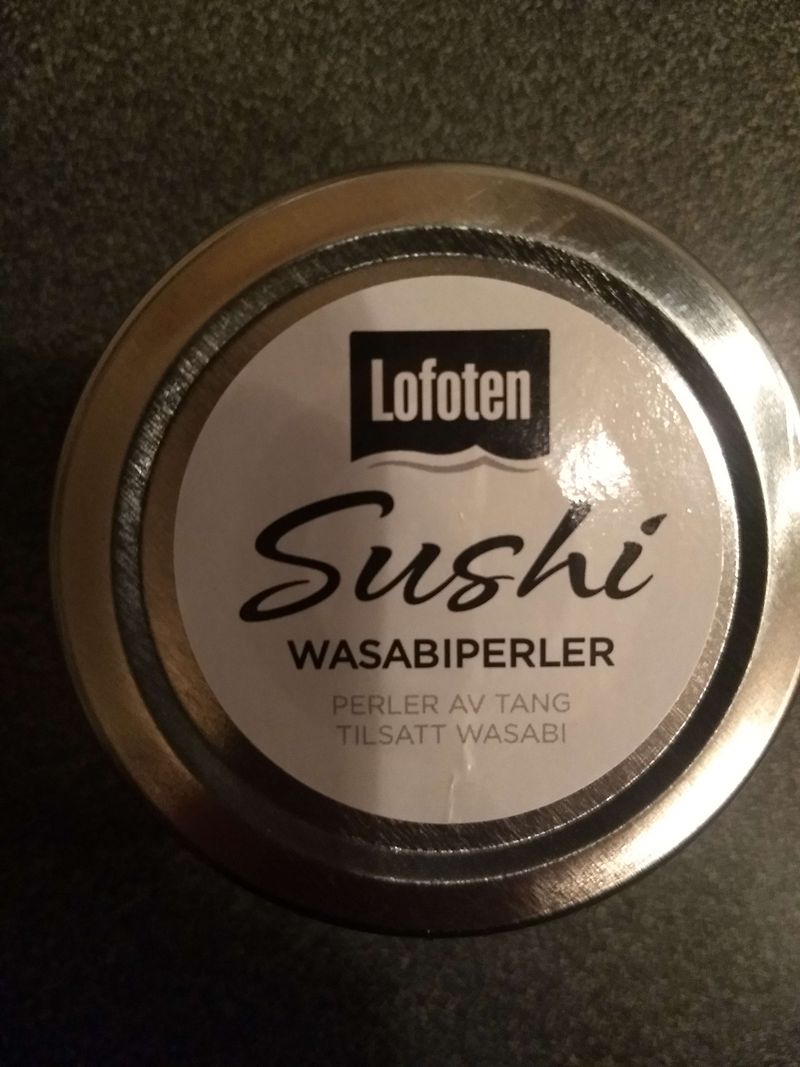 Lofoten
Sushi
WASABIPERLER
PERLER AV TANG
TILSATT WASABI